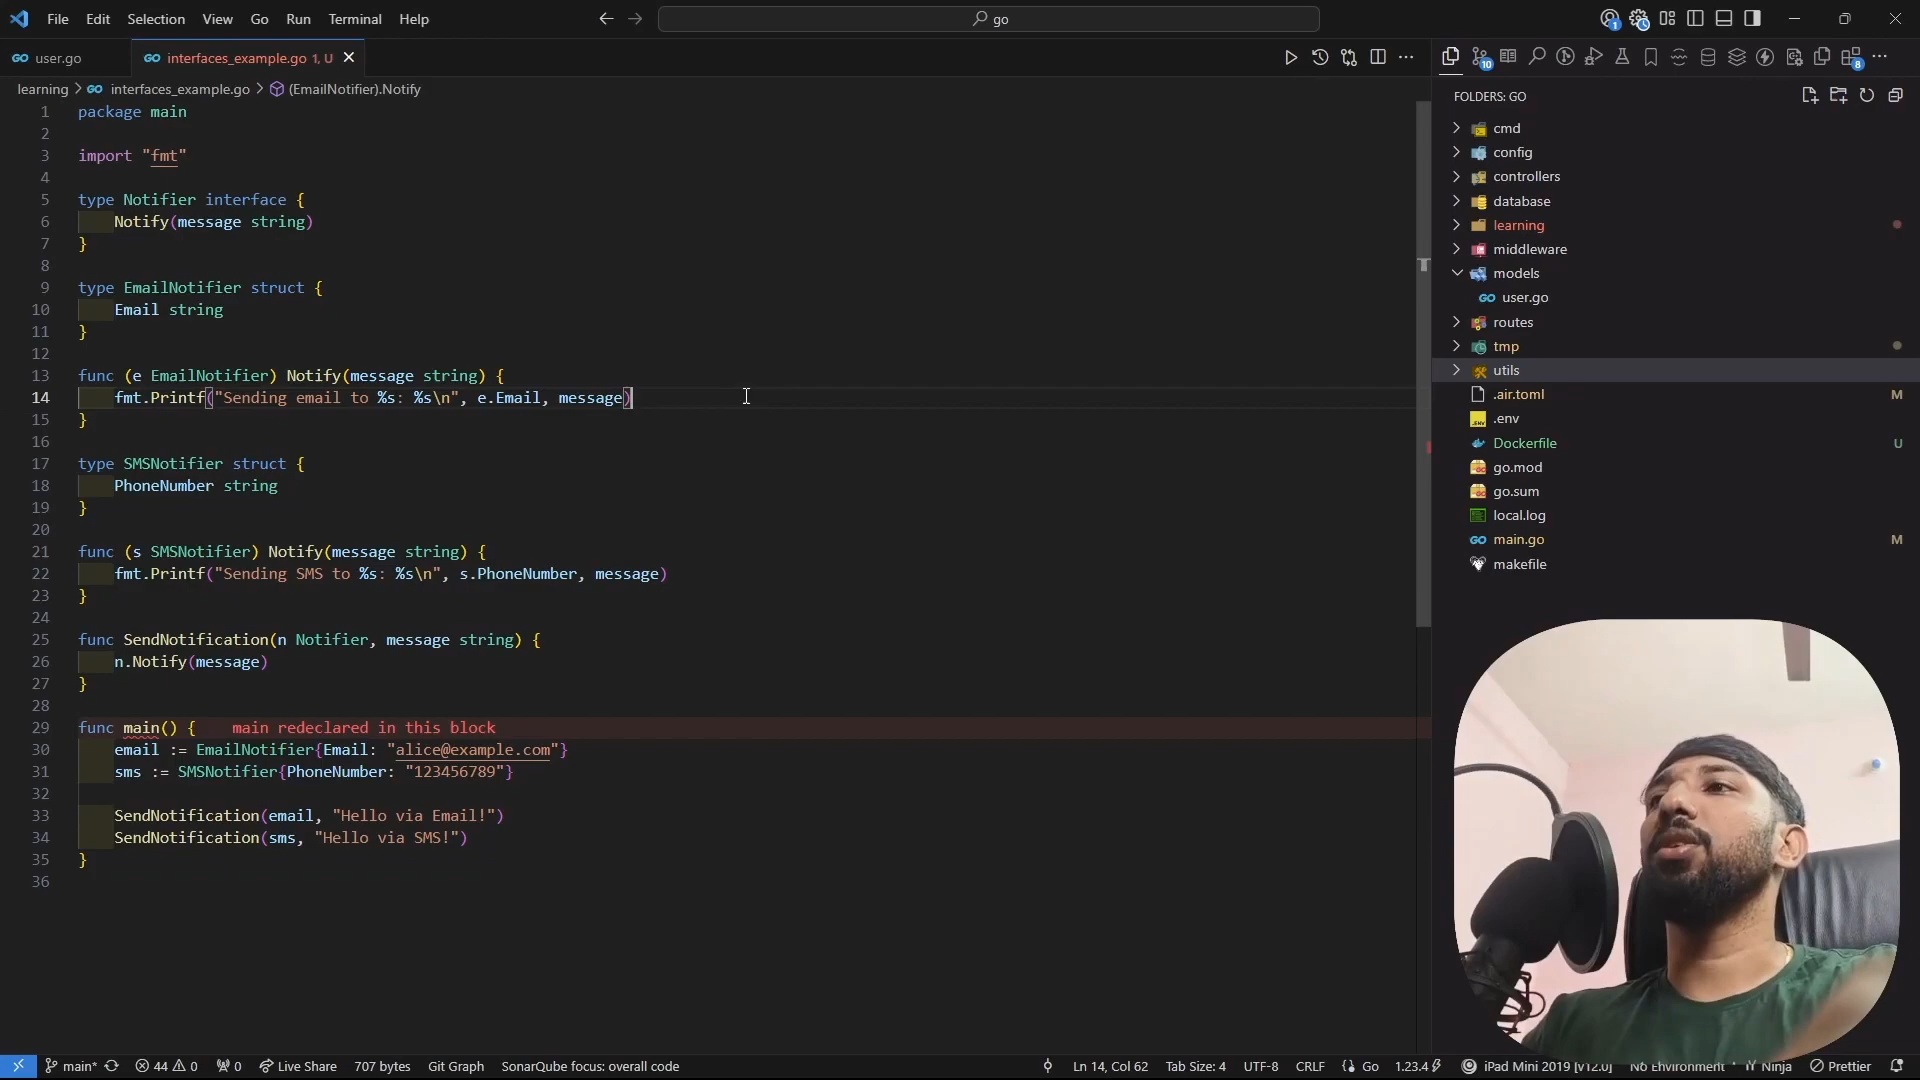 File Edit Selection View Go Run Terminal Help
go
1
user.go
interfaces_example.go 1, U
10
8
learning > interfaces_example.go > (EmailNotifier).Notify
FOLDERS: GO
1 package main
2
3 import "fmt"
4
5 type Notifier interface {
6 Notify(message string)
7 }
8
9 type EmailNotifier struct {
10 Email string
11 }
12
13 func (e EmailNotifier) Notify(message string) {
14 fmt.Printf("Sending email to %s: %s\n", e.Email, message)
15 }
16
17 type SMSNotifier struct {
18 PhoneNumber string
19 }
20
21 func (s SMSNotifier) Notify(message string) {
22 fmt.Printf("Sending SMS to %s: %s\n", s.PhoneNumber, message)
23 }
24
25 func SendNotification(n Notifier, message string) {
26 n.Notify(message)
27 }
28
29 func main() { main redeclared in this block
30 email := EmailNotifier{Email: "alice@example.com"}
31 sms := SMSNotifier{PhoneNumber: "123456789"}
32
33 SendNotification(email, "Hello via Email!")
34 SendNotification(sms, "Hello via SMS!")
35 }
36
cmd
config
controllers
database
learning
middleware
models
user.go
routes
tmp
utils
.air.toml M
.env
Dockerfile U
go.mod
go.sum
local.log
main.go M
makefile
main* 44 0 0 Live Share 707 bytes Git Graph SonarQube focus: overall code
Ln 14, Col 62 Tab Size: 4 UTF-8 CRLF Go 1.23.4 iPad Mini 2019 [v12.0] No Environment Ninja Prettier